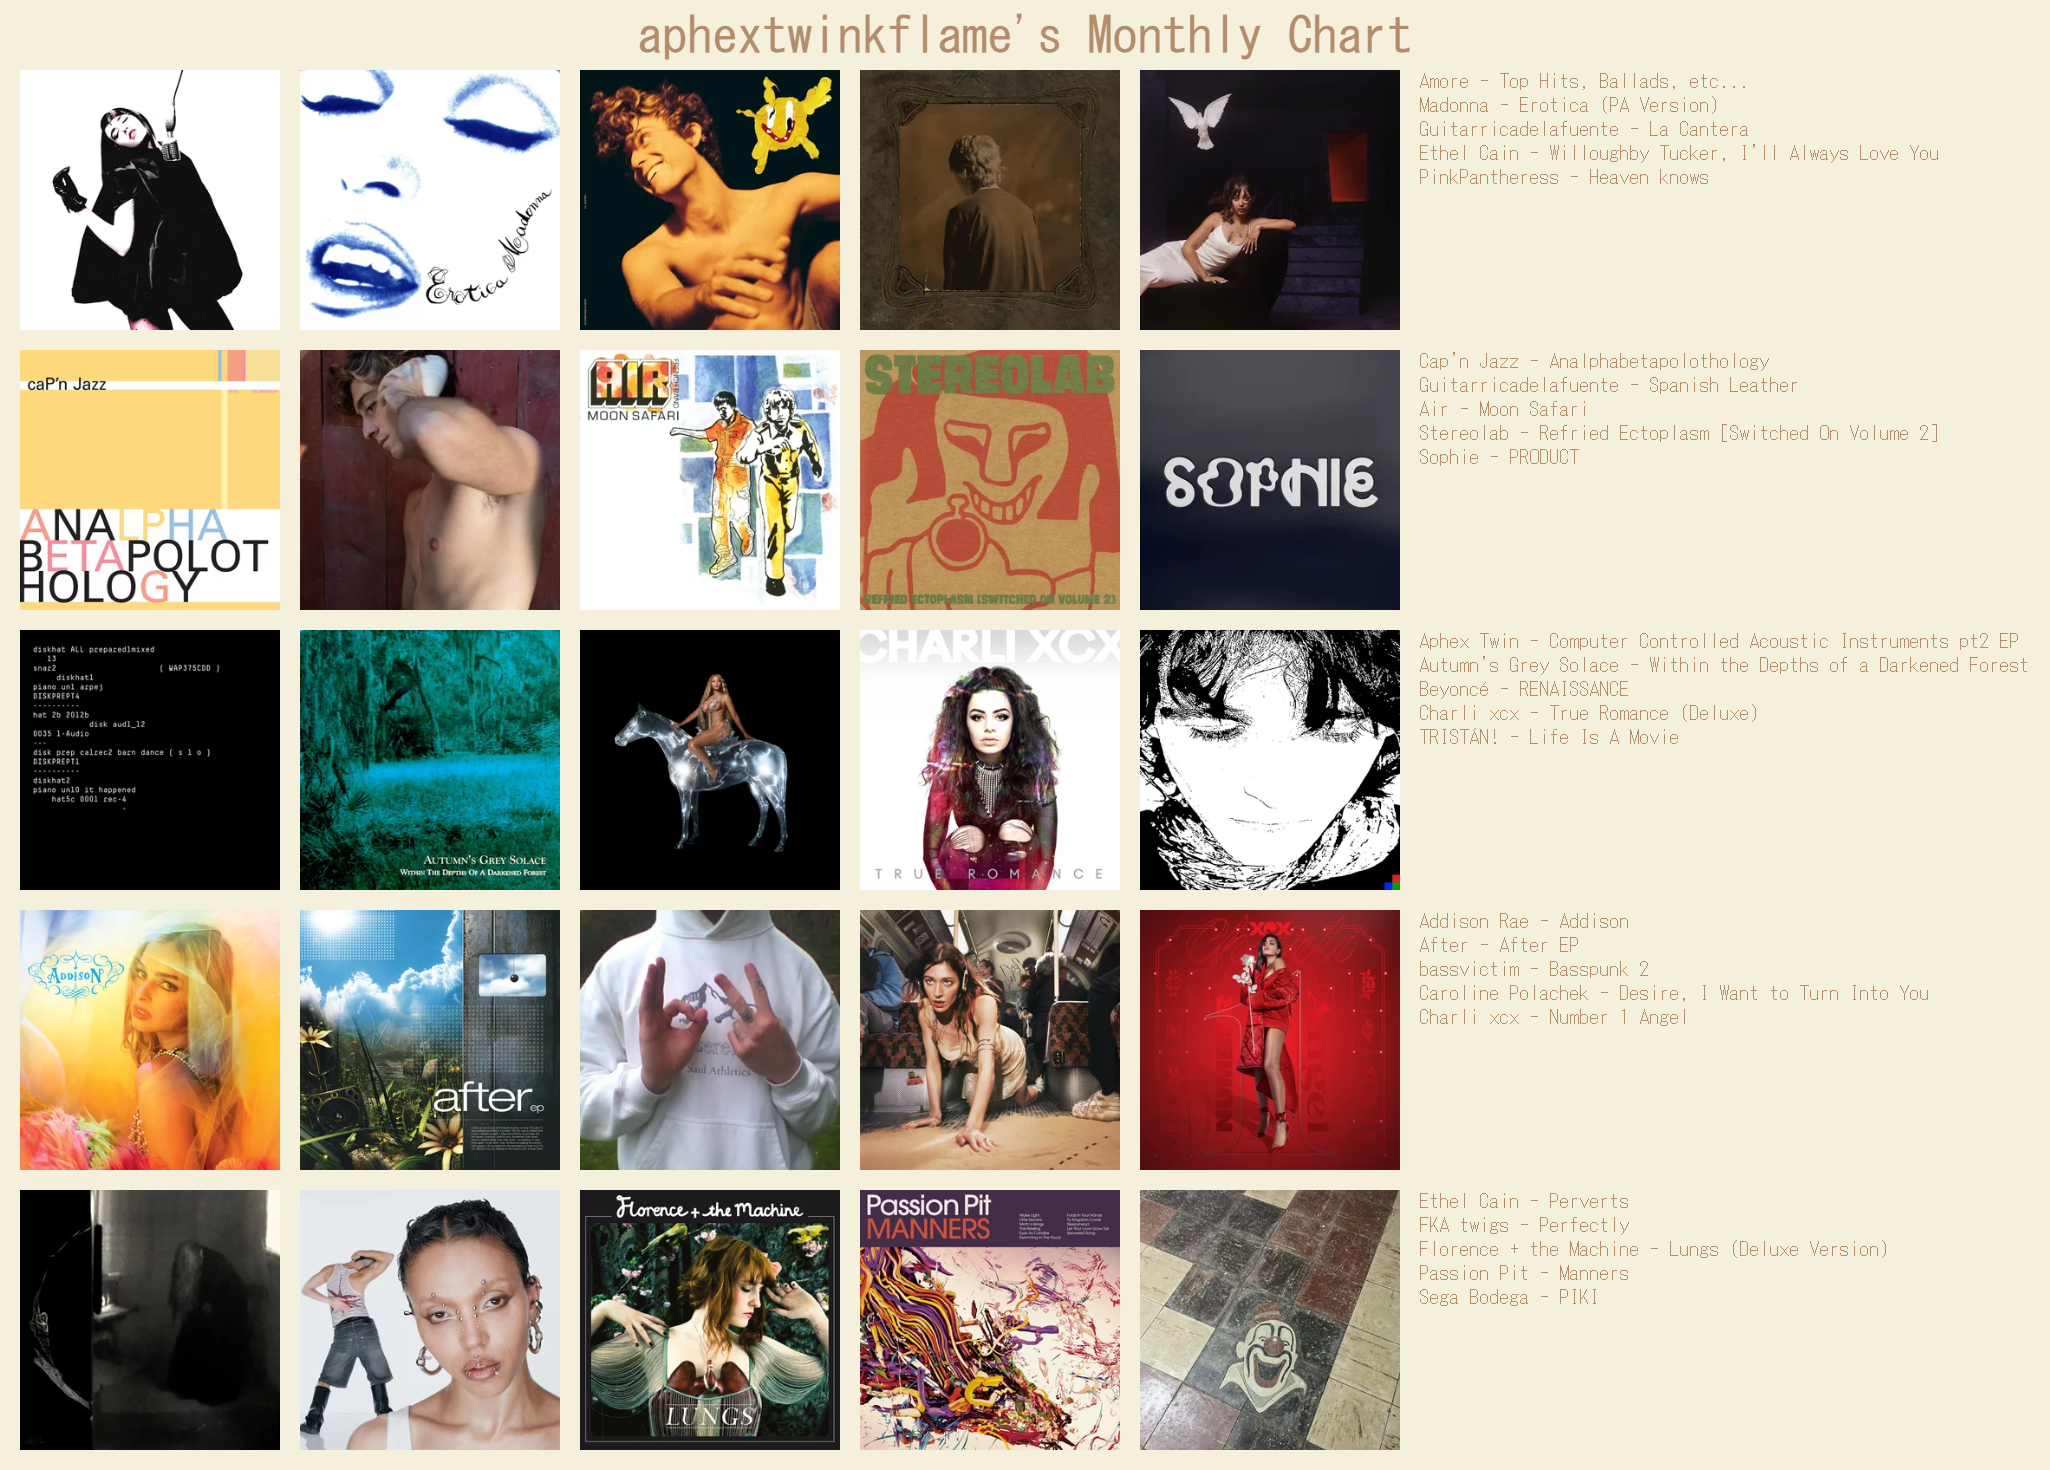 aphextwinkflame's Monthly Chart
Erotica Madonna
Amore - Top Hits, Ballads, etc...
Madonna - Erotica (PA Version)
Guitarricadelafuente - La Cantera
Ethel Cain - Willoughby Tucker, I'll Always Love You
PinkPantheress - Heaven knows
caP'n Jazz
ANALPHA
BETAPOLOT
HOLOGY
AIR
FRENCH BAND
MOON SAFARI
STEREOLAB
REFRIED ECTOPLASM (SWITCHED ON VOLUME 2)
SOPHIE
Cap'n Jazz - Analphabetapolothology
Guitarricadelafuente - Spanish Leather
Air - Moon Safari
Stereolab - Refried Ectoplasm [Switched On Volume 2]
Sophie - PRODUCT
diskhat ALL prepared1mixed
13
snar2 ( WAP375CDD )
diskhat1
piano un1 arpej
DISKPREPT4
----------
hat 2b 2012b
disk aud1_12
0035 1-Audio
---
disk prep calrec2 barn dance ( s l o )
DISKPREPT1
----------
diskhat2
piano un10 it happened
hat5c 0001 rec-4
-
AUTUMN'S GREY SOLACE
WITHIN THE DEPTHS OF A DARKENED FOREST
CHARLI XCX
TRUE ROMANCE
Aphex Twin - Computer Controlled Acoustic Instruments pt2 EP
Autumn's Grey Solace - Within the Depths of a Darkened Forest
Beyoncé - RENAISSANCE
Charli xcx - True Romance (Deluxe)
TRISTÁN! - Life Is A Movie
ADDISON
after ep
Saul Athletics
XCX
NUMBER 1 ANGEL
Addison Rae - Addison
After - After EP
bassvictim - Basspunk 2
Caroline Polachek - Desire, I Want to Turn Into You
Charli xcx - Number 1 Angel
Florence + the Machine
LUNGS
Passion Pit
MANNERS
Ethel Cain - Perverts
FKA twigs - Perfectly
Florence + the Machine - Lungs (Deluxe Version)
Passion Pit - Manners
Sega Bodega - PIKI